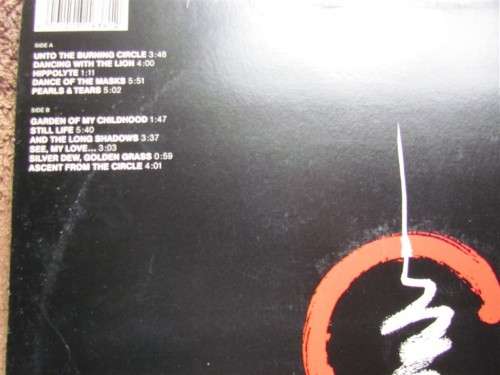 SIDE A
UNTO THE BURNING CIRCLE 3:46
DANCING WITH THE LION 4:00
HIPPOLYTE 1:11
DANCE OF THE MASKS 5:51
PEARLS & TEARS 5:02
SIDE B
GARDEN OF MY CHILDHOOD 1:47
STILL LIFE 5:40
AND THE LONG SHADOWS 3:37
SEE, MY LOVE... 3:03
SILVER DEW, GOLDEN GRASS 0:59
ASCENT FROM THE CIRCLE 4:01